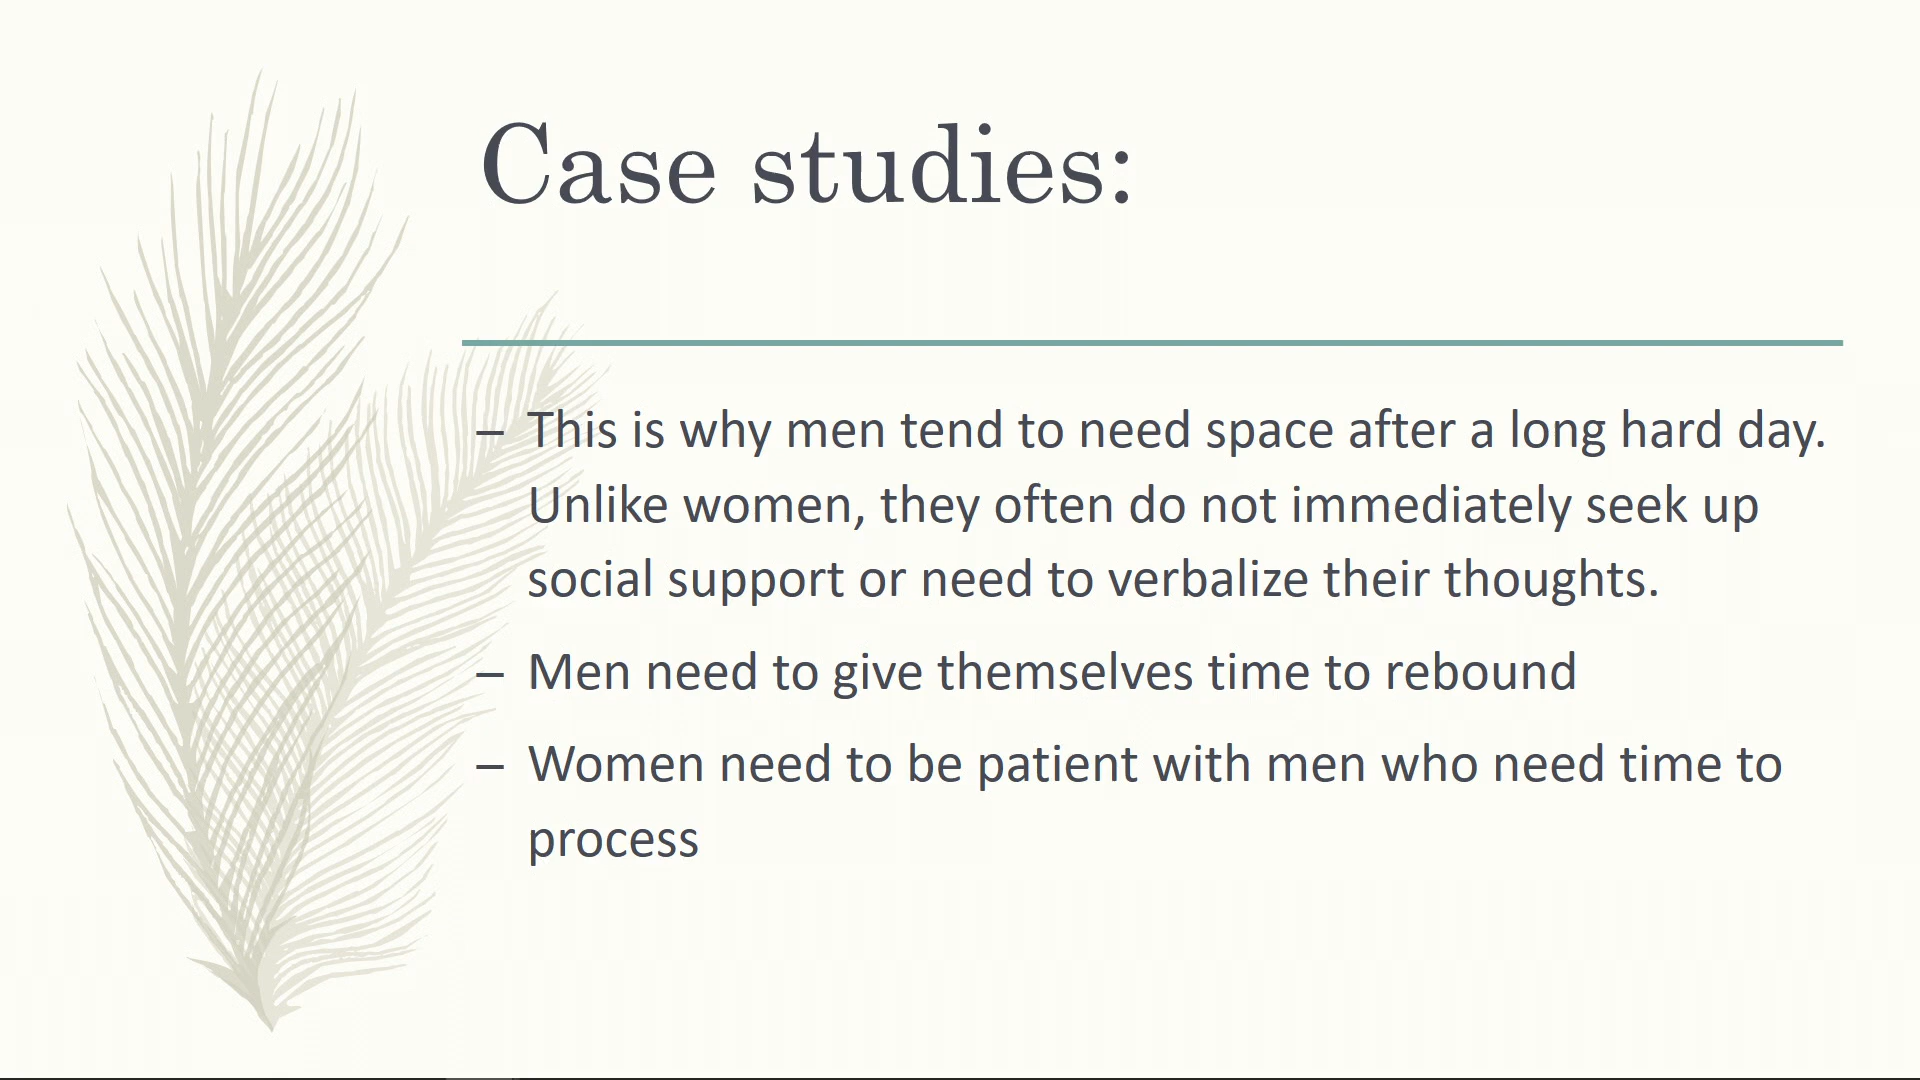 Case studies:
– This is why men tend to need space after a long hard day.
Unlike women, they often do not immediately seek up
social support or need to verbalize their thoughts.
– Men need to give themselves time to rebound
– Women need to be patient with men who need time to
process